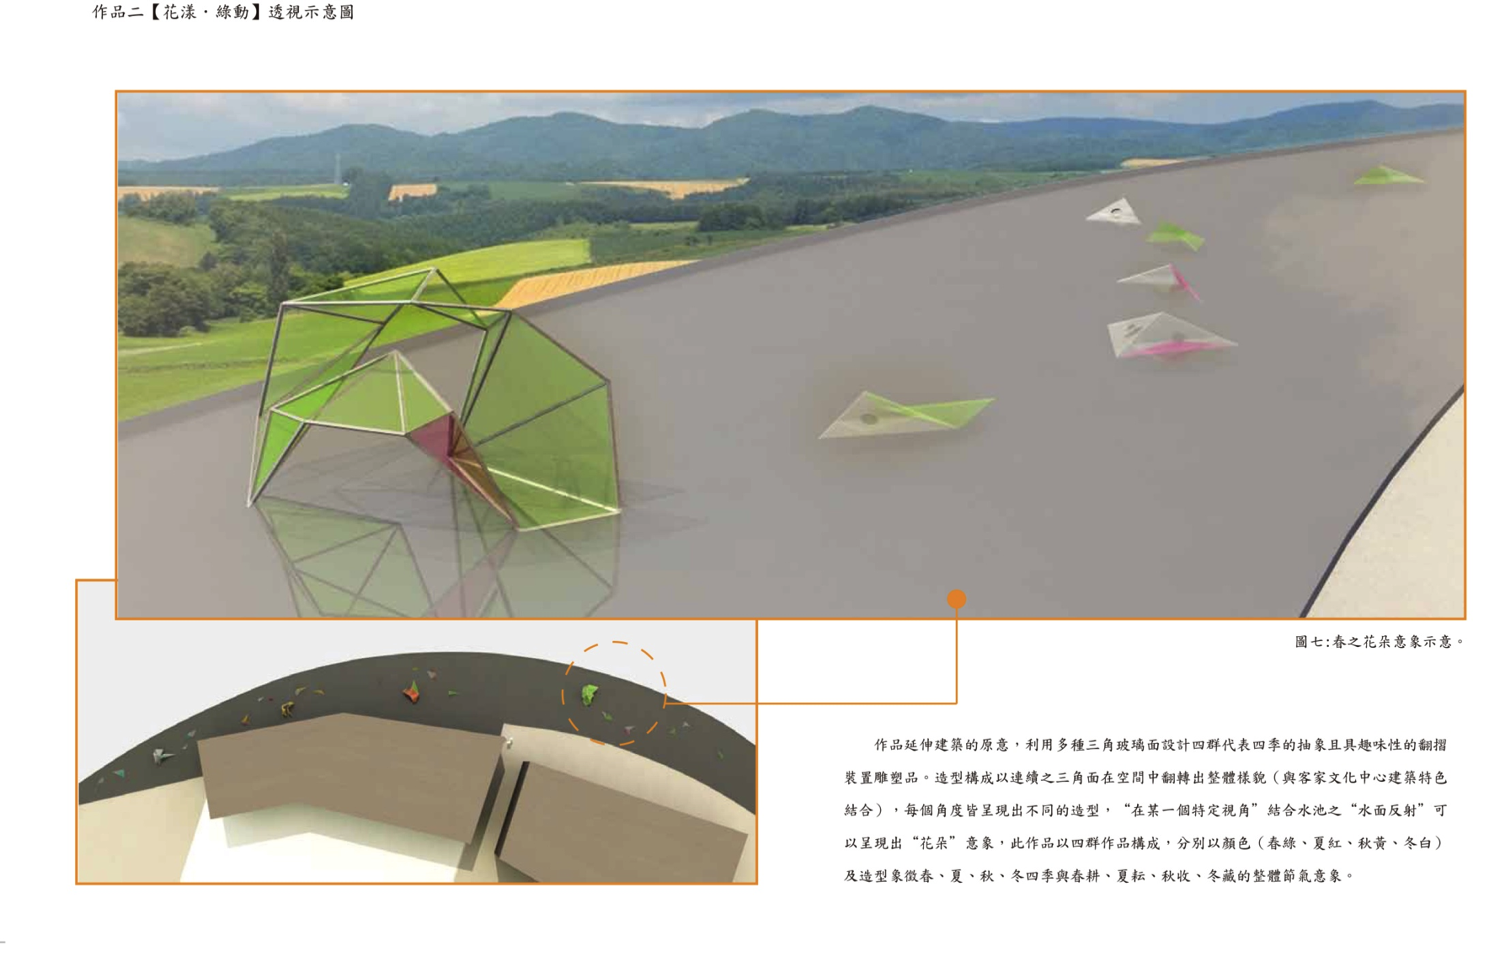 作品二【花漾．綠動】透視示意圖
圖七:春之花朵意象示意。
作品延伸建築的原意，利用多種三角玻璃面設計四群代表四季的抽象且具趣味性的翻摺
裝置雕塑品。造型構成以連續之三角面在空間中翻轉出整體樣貌（與客家文化中心建築特色
結合），每個角度皆呈現出不同的造型，“在某一個特定視角”結合水池之“水面反射”可
以呈現出“花朵”意象，此作品以四群作品構成，分別以顏色（春綠、夏紅、秋黃、冬白）
及造型象徵春、夏、秋、冬四季與春耕、夏耘、秋收、冬藏的整體節氣意象。